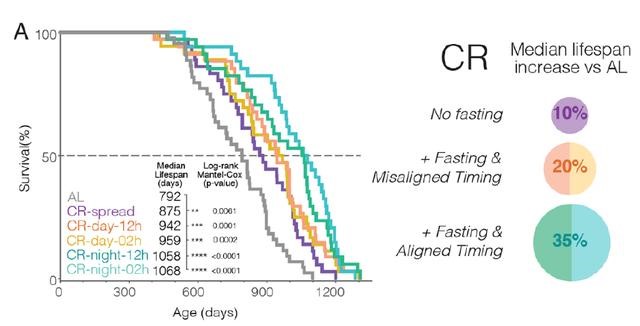 A
100
50
0
Survival(%)
Median
Lifespan
(days)
Log-rank
Mantel-Cox
(p-value)
AL 792
CR-spread 875 ** 0.0061
CR-day-12h 942 *** 0.0001
CR-day-02h 959 *** 0.0002
CR-night-12h 1058 **** <0.0001
CR-night-02h 1068 **** <0.0001
0 300 600 900 1200
Age (days)
CR
Median lifespan
increase vs AL
No fasting 10%
+ Fasting &
Misaligned Timing
20%
+ Fasting &
Aligned Timing
35%